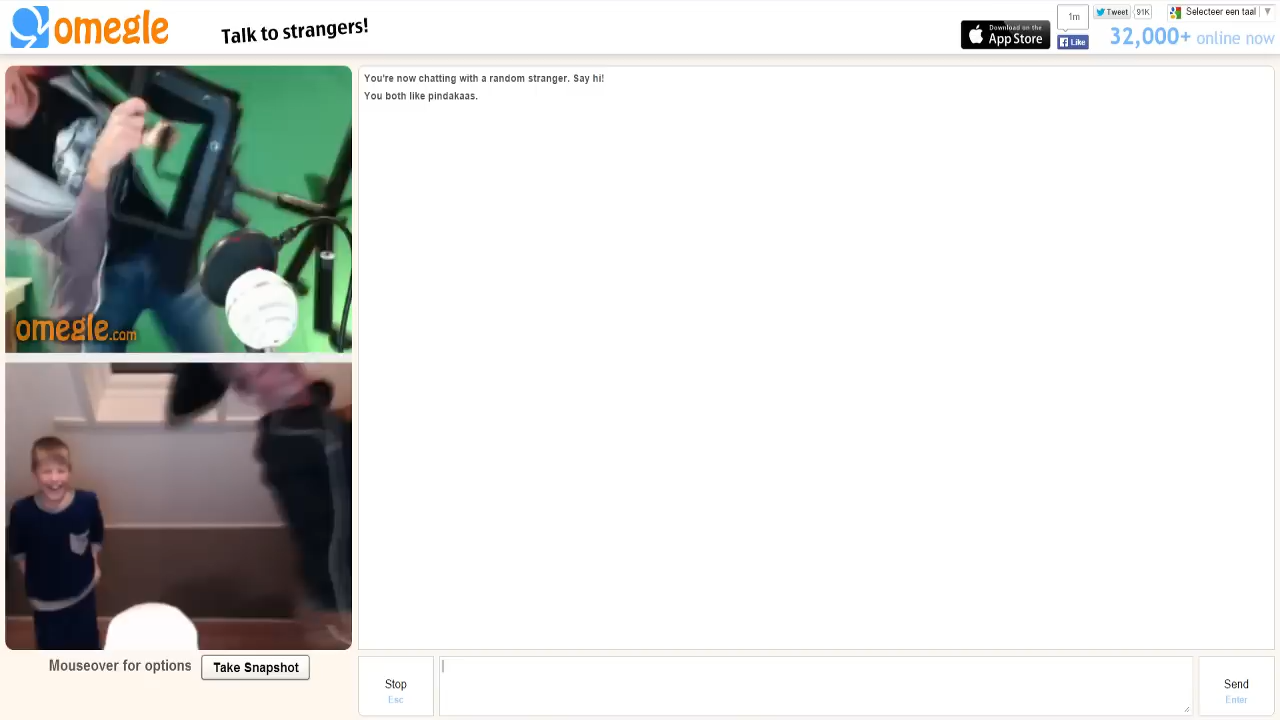 omegle
Talk to strangers!
Download on the
App Store
1m
Like
Tweet
91K
Selecteer een taal
32,000+ online now
You're now chatting with a random stranger. Say hi!
You both like pindakaas.
omegle.com
Mouseover for options
Take Snapshot
Stop
Esc
Send
Enter